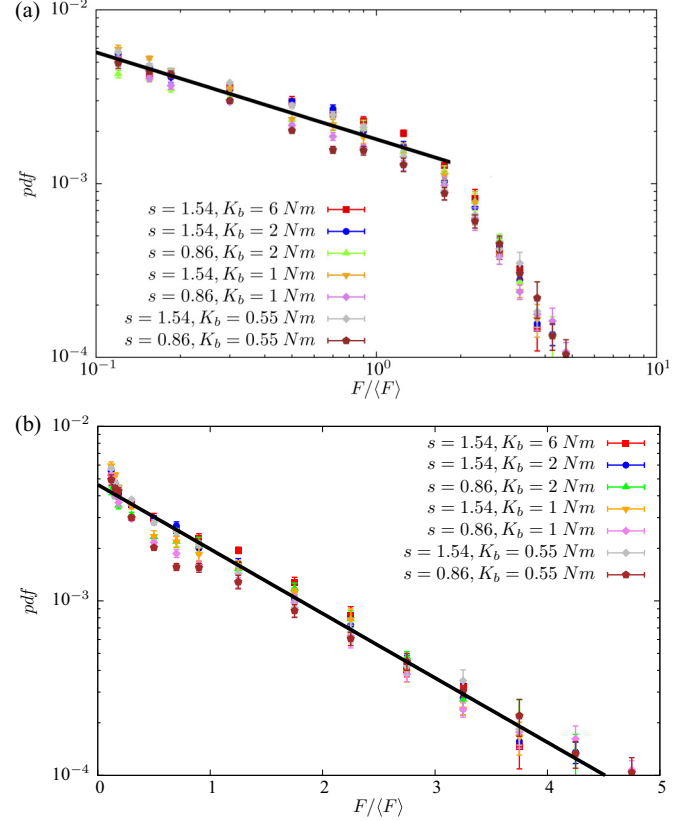 (a)
10⁻²
10⁻³
10⁻⁴
pdf
s = 1.54, K_b = 6 Nm
s = 1.54, K_b = 2 Nm
s = 0.86, K_b = 2 Nm
s = 1.54, K_b = 1 Nm
s = 0.86, K_b = 1 Nm
s = 1.54, K_b = 0.55 Nm
s = 0.86, K_b = 0.55 Nm
10⁻¹ 10⁰ 10¹
F/⟨F⟩
(b)
10⁻²
10⁻³
10⁻⁴
pdf
s = 1.54, K_b = 6 Nm
s = 1.54, K_b = 2 Nm
s = 0.86, K_b = 2 Nm
s = 1.54, K_b = 1 Nm
s = 0.86, K_b = 1 Nm
s = 1.54, K_b = 0.55 Nm
s = 0.86, K_b = 0.55 Nm
0 1 2 3 4 5
F/⟨F⟩